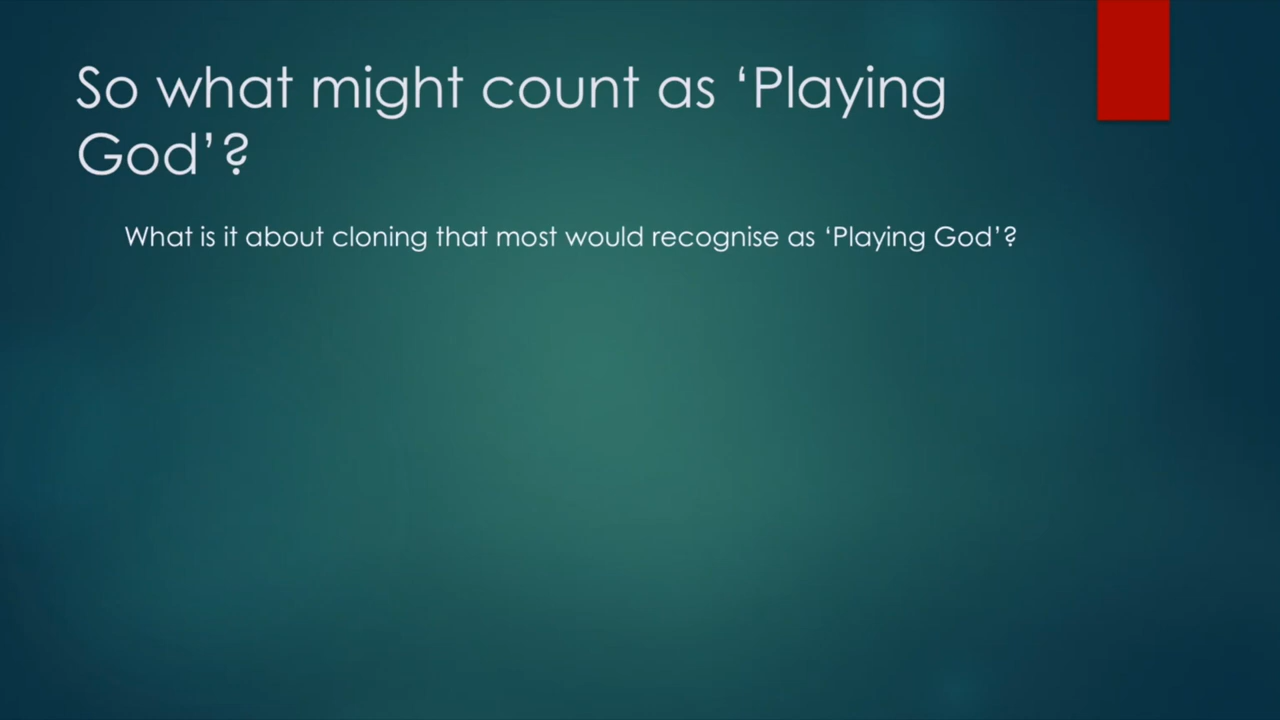 So what might count as ‘Playing
God’?
What is it about cloning that most would recognise as ‘Playing God’?